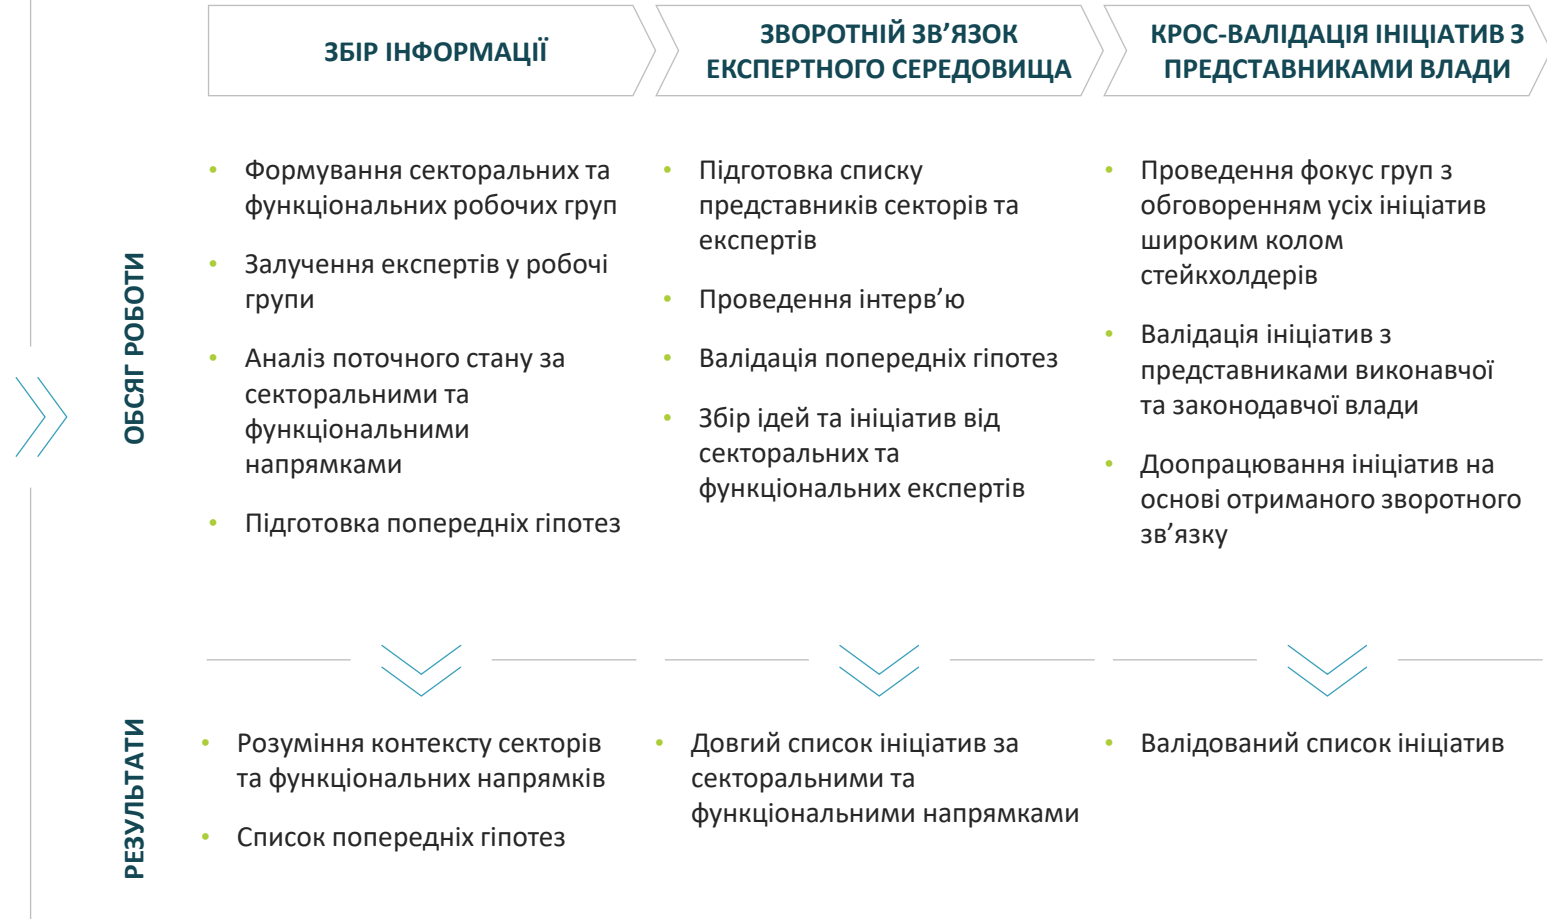 ЗБІР ІНФОРМАЦІЇ
ЗВОРОТНІЙ ЗВ’ЯЗОК
ЕКСПЕРТНОГО СЕРЕДОВИЩА
КРОС-ВАЛІДАЦІЯ ІНІЦІАТИВ З
ПРЕДСТАВНИКАМИ ВЛАДИ
ОБСЯГ РОБОТИ
• Формування секторальних та
функціональних робочих груп
• Залучення експертів у робочі
групи
• Аналіз поточного стану за
секторальними та
функціональними
напрямками
• Підготовка попередніх гіпотез
• Підготовка списку
представників секторів та
експертів
• Проведення інтерв’ю
• Валідація попередніх гіпотез
• Збір ідей та ініціатив від
секторальних та
функціональних експертів
• Проведення фокус груп з
обговоренням усіх ініціатив
широким колом
стейкхолдерів
• Валідація ініціатив з
представниками виконавчої
та законодавчої влади
• Доопрацювання ініціатив на
основі отриманого зворотного
зв’язку
РЕЗУЛЬТАТИ
• Розуміння контексту секторів
та функціональних напрямків
• Список попередніх гіпотез
• Довгий список ініціатив за
секторальними та
функціональними напрямками
• Валідований список ініціатив